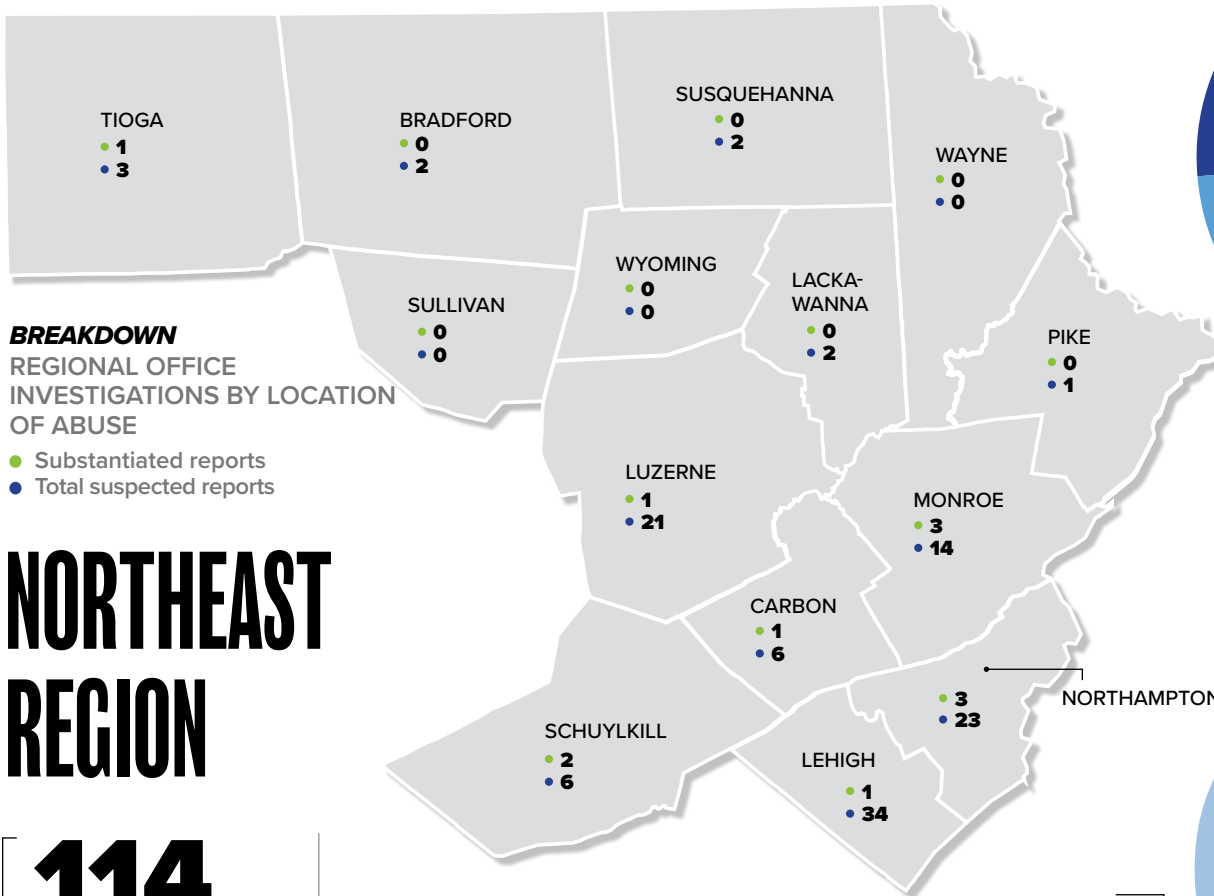 TIOGA
1
3
BRADFORD
0
2
SUSQUEHANNA
0
2
WAYNE
0
0
SULLIVAN
0
0
WYOMING
0
0
LACKA-
WANNA
0
2
PIKE
0
1
BREAKDOWN
REGIONAL OFFICE
INVESTIGATIONS BY LOCATION
OF ABUSE
Substantiated reports
Total suspected reports
LUZERNE
1
21
MONROE
3
14
CARBON
1
6
NORTHAMPTON
3
23
SCHUYLKILL
2
6
LEHIGH
1
34
NORTHEAST
REGION
114